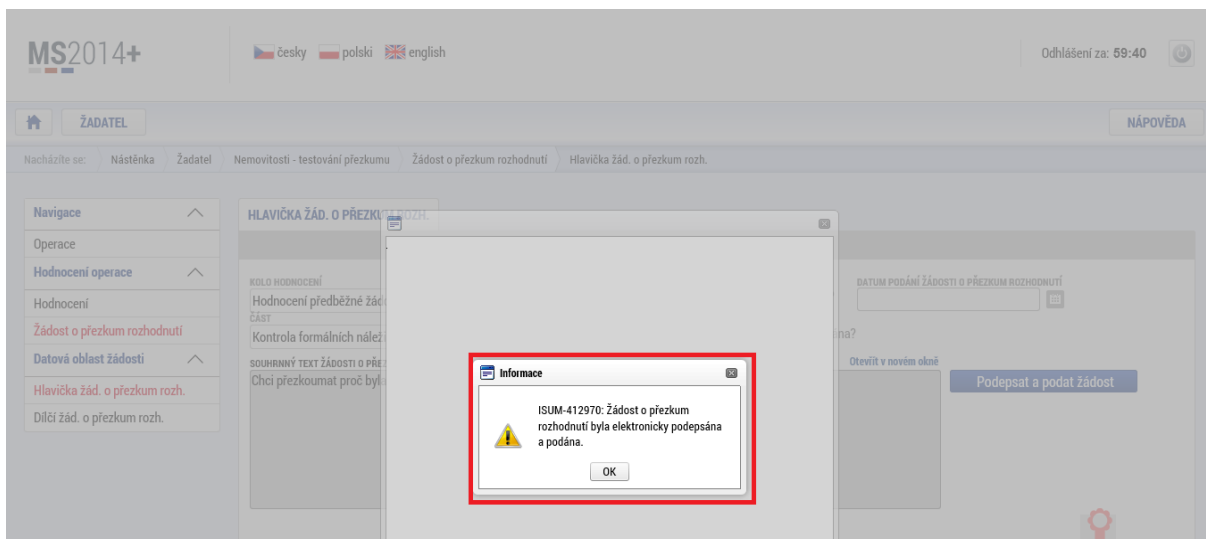 MS2014+
česky polski english
Odhlášení za: 59:40
ŽADATEL
NÁPOVĚDA
Nacházíte se: Nástěnka Žadatel Nemovitosti - testování přezkumu Žádost o přezkum rozhodnutí Hlavička žád. o přezkum rozh.
Navigace
Operace
Hodnocení operace
Hodnocení
Žádost o přezkum rozhodnutí
Datová oblast žádosti
Hlavička žád. o přezkum rozh.
Dílčí žád. o přezkum rozh.
HLAVIČKA ŽÁD. O PŘEZKUM ROZH.
KOLO HODNOCENÍ
Hodnocení předběžné
DATUM PODÁNÍ ŽÁDOSTI O PŘEZKUM ROZHODNUTÍ
ČÁST
Kontrola formálních
SOUHRNNÝ TEXT ŽÁDOSTI O
Otevřít v novém okně
Chci přezkoumat proč
Podepsat a podat žádost
Informace
ISUM-412970: Žádost o přezkum
rozhodnutí byla elektronicky podepsána
a podána.
OK